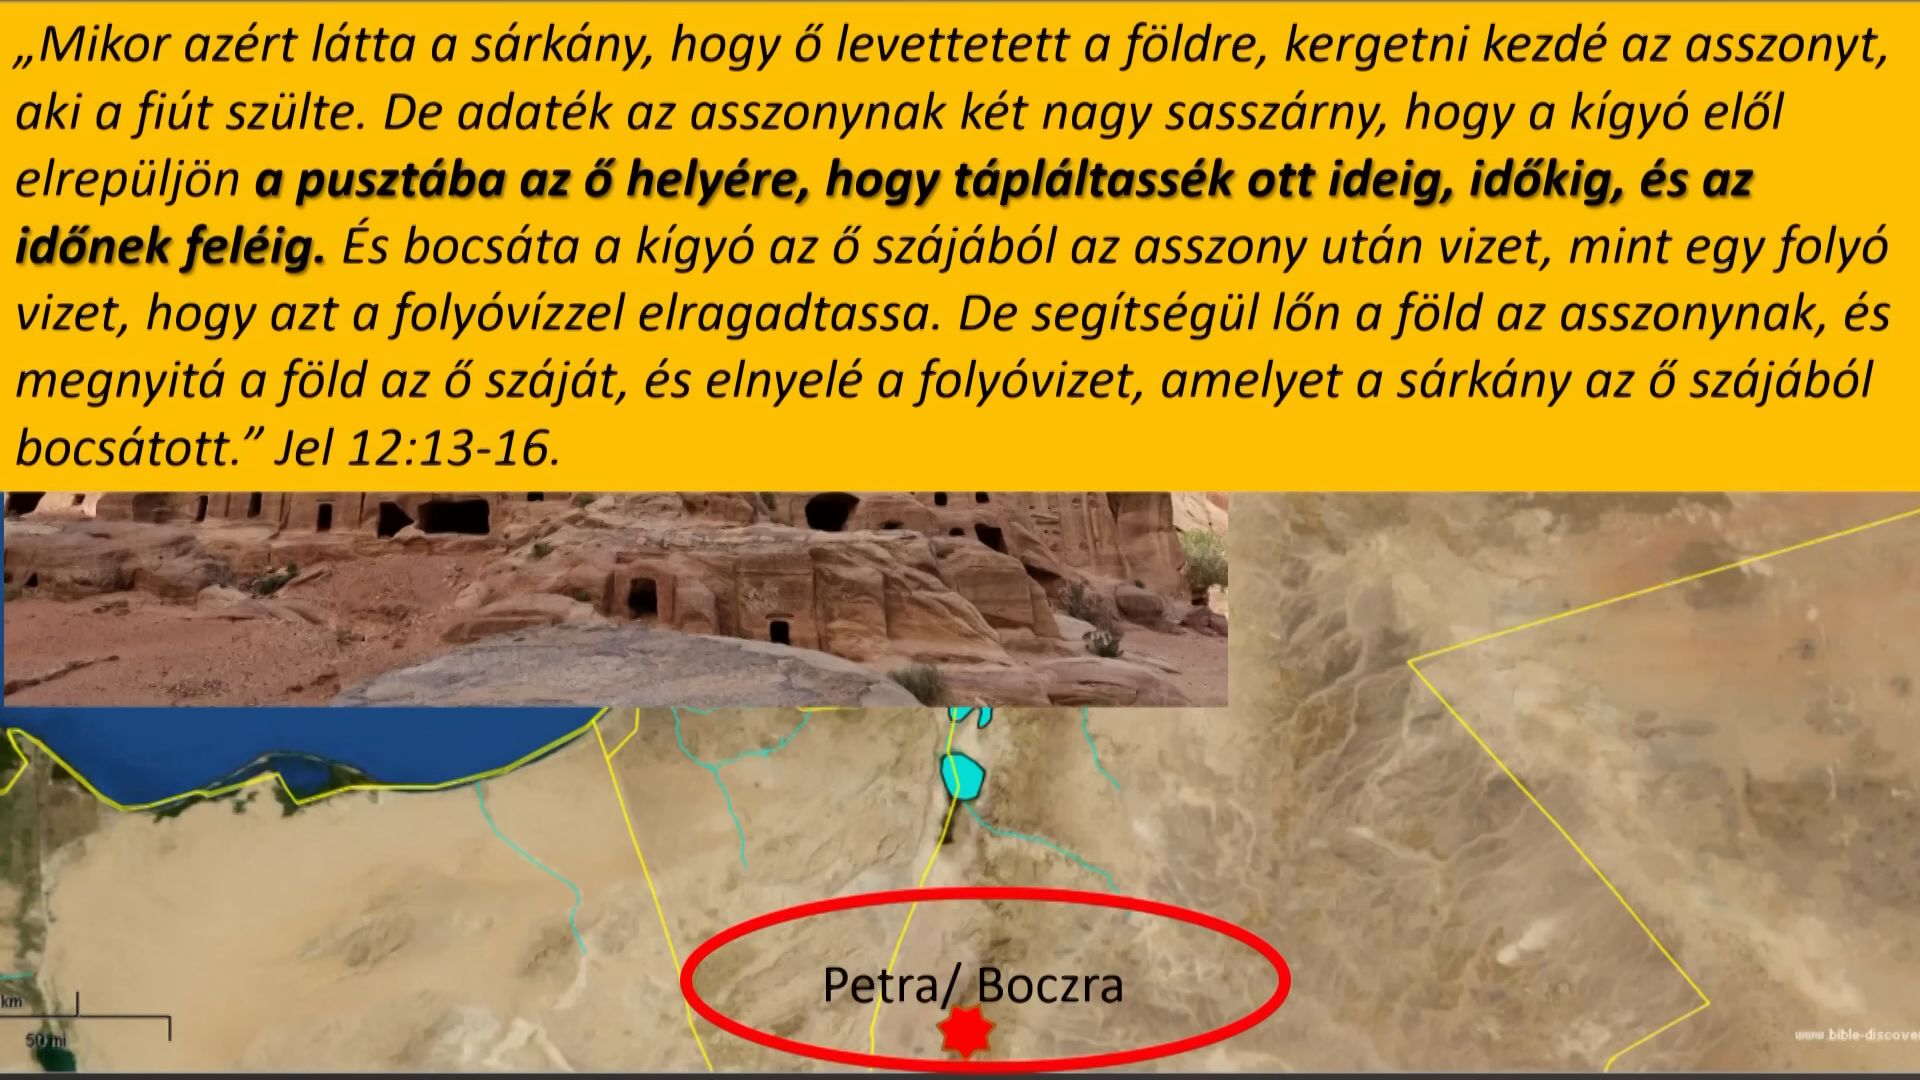 „Mikor azért látta a sárkány, hogy ő levettetett a földre, kergetni kezdé az asszonyt,
aki a fiút szülte. De adaték az asszonynak két nagy sasszárny, hogy a kígyó elől
elrepüljön a pusztába az ő helyére, hogy tápláltassék ott ideig, időkig, és az
időnek feléig. És bocsáta a kígyó az ő szájából az asszony után vizet, mint egy folyó
vizet, hogy azt a folyóvízzel elragadtassa. De segítségül lőn a föld az asszonynak, és
megnyitá a föld az ő száját, és elnyelé a folyóvizet, amelyet a sárkány az ő szájából
bocsátott.” Jel 12:13-16.
Petra/ Boczra
km
50 mi
www.bible-discove